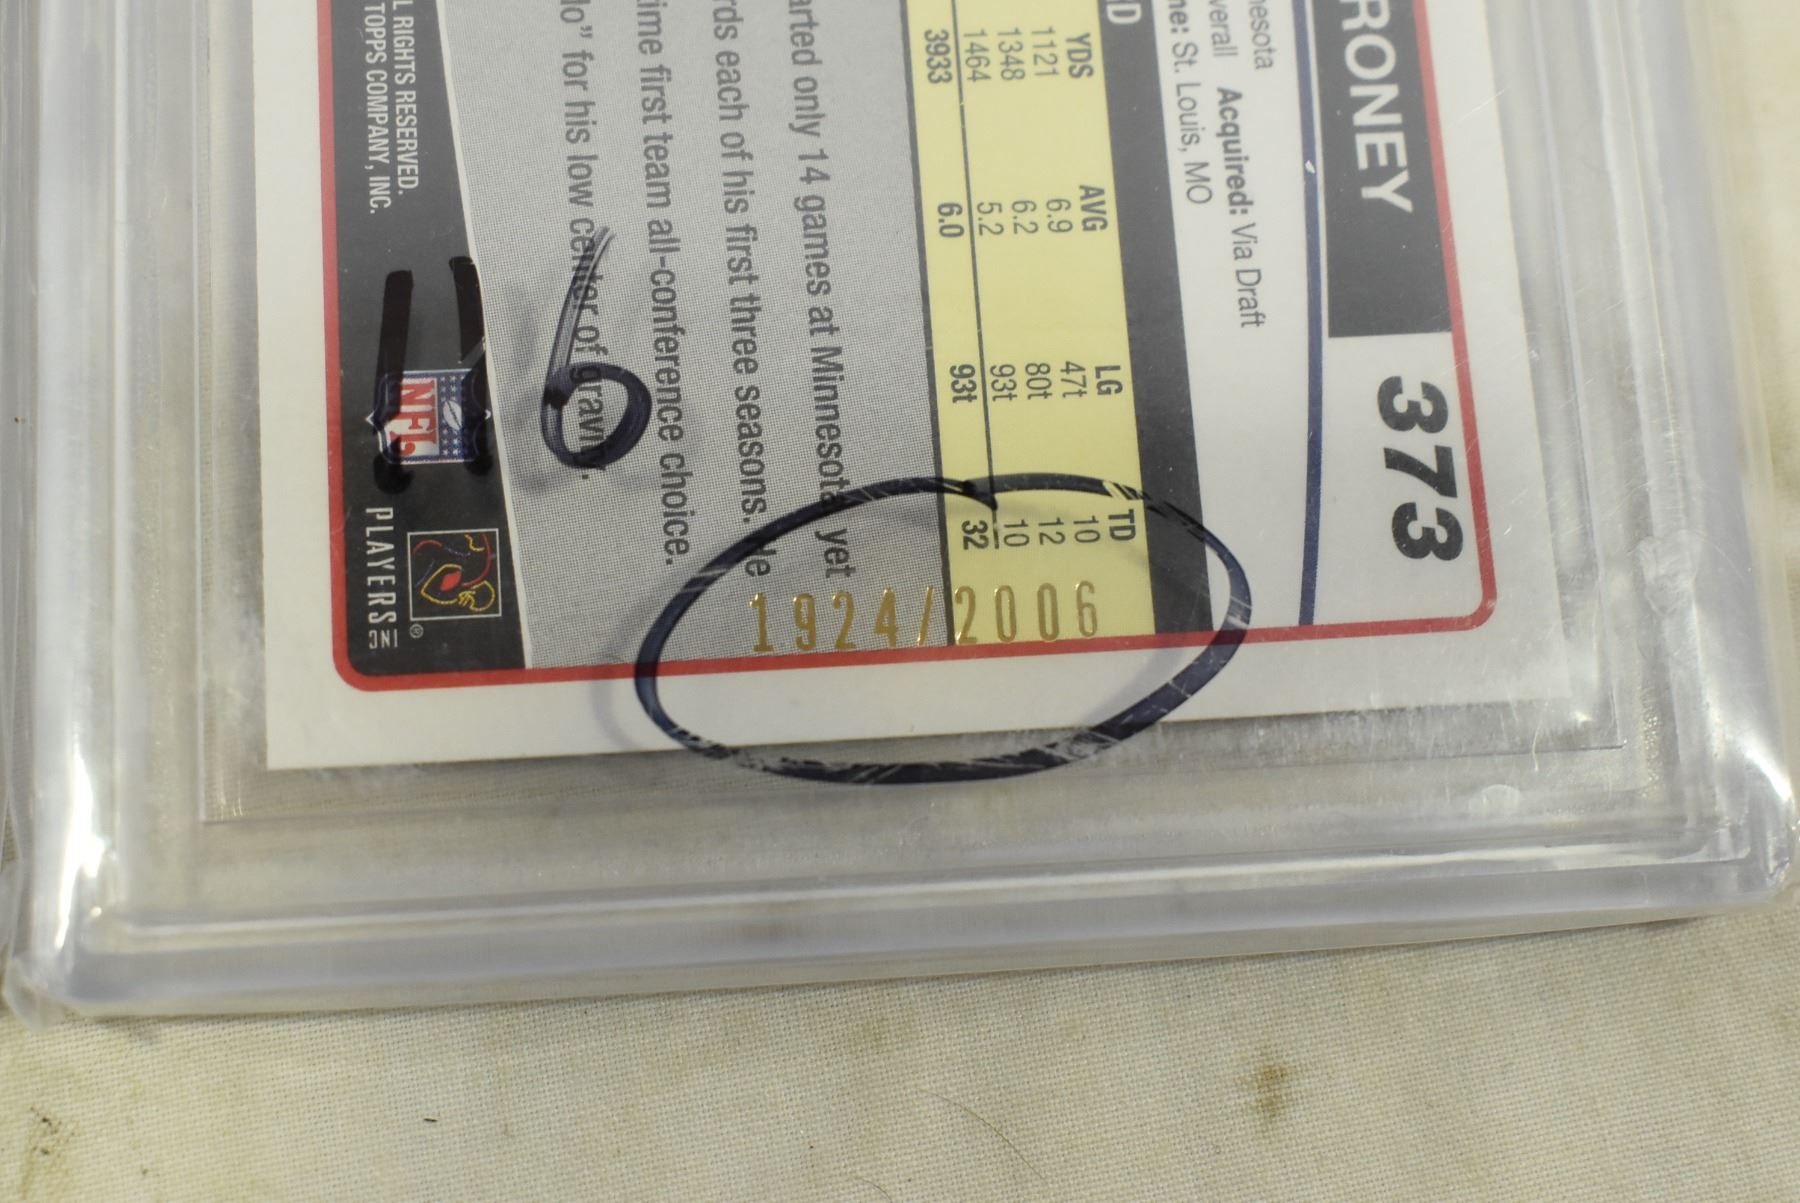 373
RONEY
nesota
verall Acquired: Via Draft
ne: St. Louis, MO
YDS AVG LG TD
1121 6.9 47t 10
1348 6.2 80t 12
1464 5.2 93t 10
3933 6.0 93t 32
arted only 14 games at Minnesota yet
rds each of his first three seasons. He
ime first team all-conference choice.
lo” for his low center of gravity.
1924/2006
16
L RIGHTS RESERVED.
TOPPS COMPANY, INC.
NFL
PLAYERS INC
®